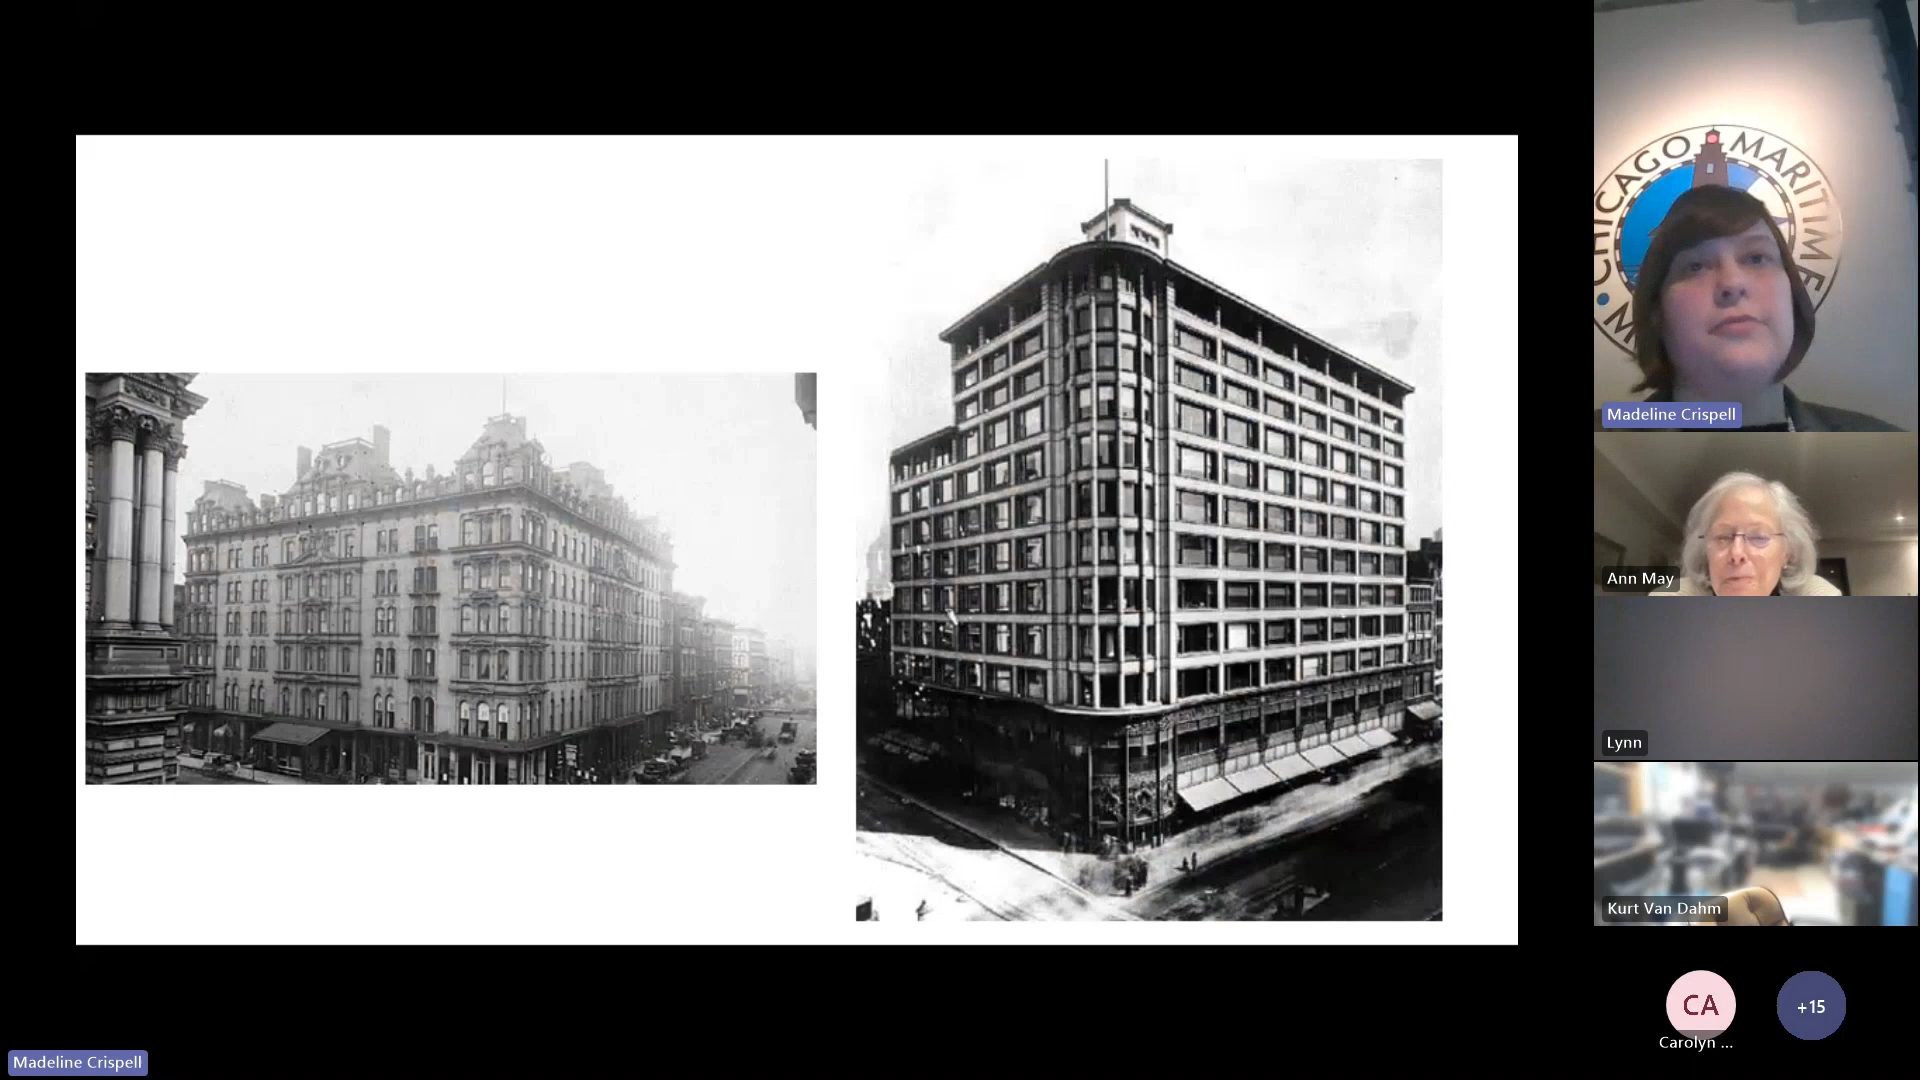 CHICAGO MARITIME M
Madeline Crispell
Ann May
Lynn
Kurt Van Dahm
CA
+15
Carolyn ...
Madeline Crispell